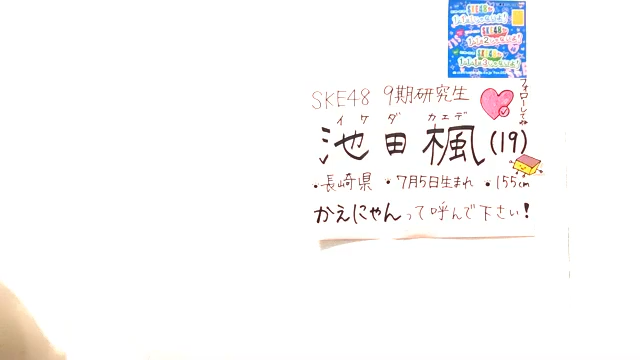 SKE48
SKE48
フォローしてね
SKE48 9期研究生
イケダ カエデ
池田楓(19)
・長崎県 ・7月5日生まれ ・155cm
かえにゃんって呼んで下さい!